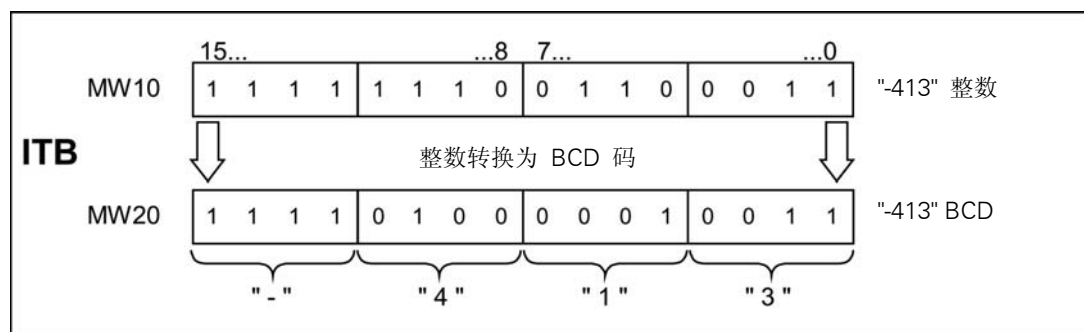 15... ...8 7... ...0
MW10 1 1 1 1 1 1 1 0 0 1 1 0 0 0 1 1 "-413" 整数
ITB 整数转换为 BCD 码
MW20 1 1 1 1 0 1 0 0 0 0 0 1 0 0 1 1 "-413" BCD
"-" "4" "1" "3"